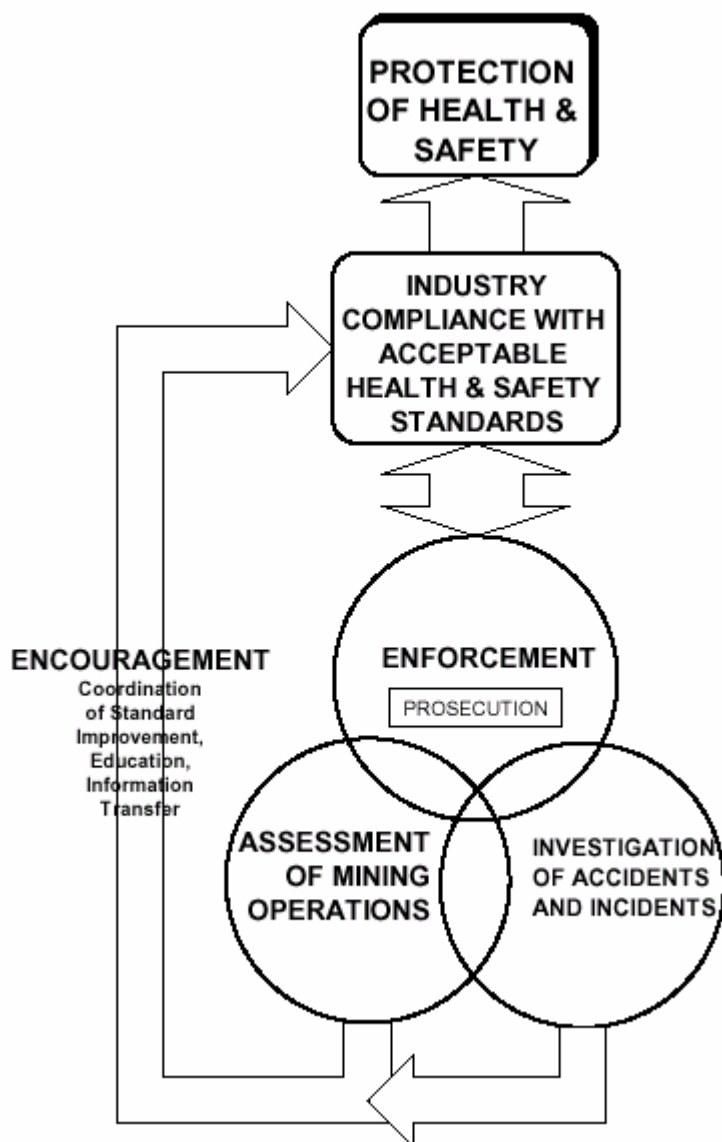 PROTECTION
OF HEALTH &
SAFETY
INDUSTRY
COMPLIANCE WITH
ACCEPTABLE
HEALTH & SAFETY
STANDARDS
ENCOURAGEMENT
Coordination
of Standard
Improvement,
Education,
Information
Transfer
ENFORCEMENT
PROSECUTION
ASSESSMENT
OF MINING
OPERATIONS
INVESTIGATION
OF ACCIDENTS
AND INCIDENTS